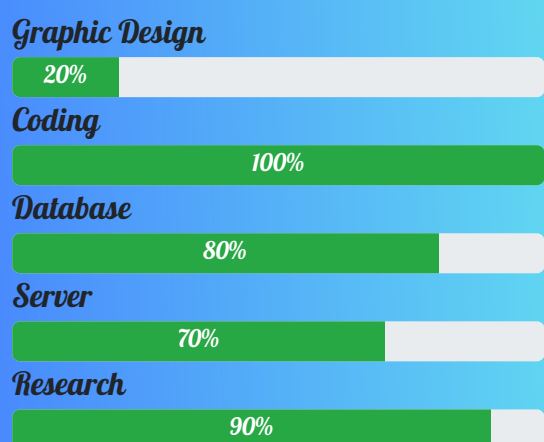 Graphic Design
20%
Coding
100%
Database
80%
Server
70%
Research
90%